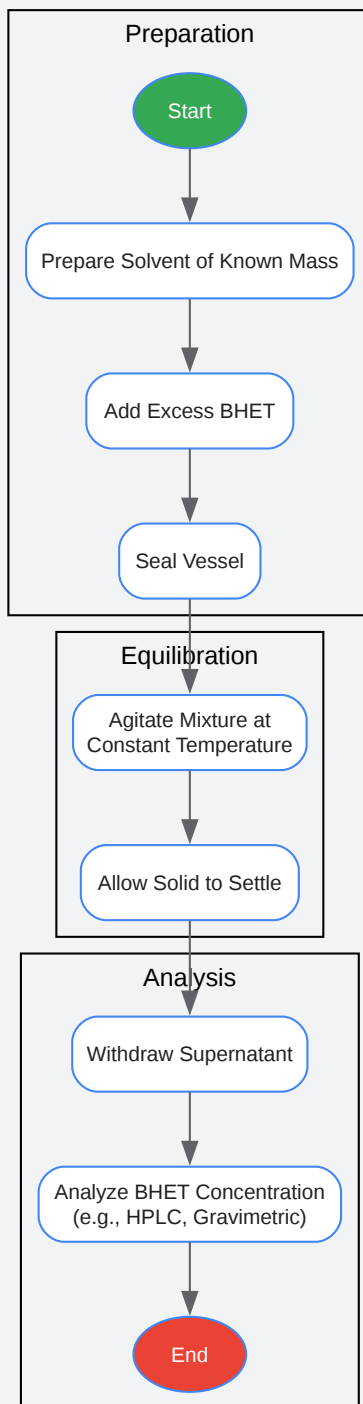 Preparation
Start
Prepare Solvent of Known Mass
Add Excess BHET
Seal Vessel
Equilibration
Agitate Mixture at
Constant Temperature
Allow Solid to Settle
Analysis
Withdraw Supernatant
Analyze BHET Concentration
(e.g., HPLC, Gravimetric)
End